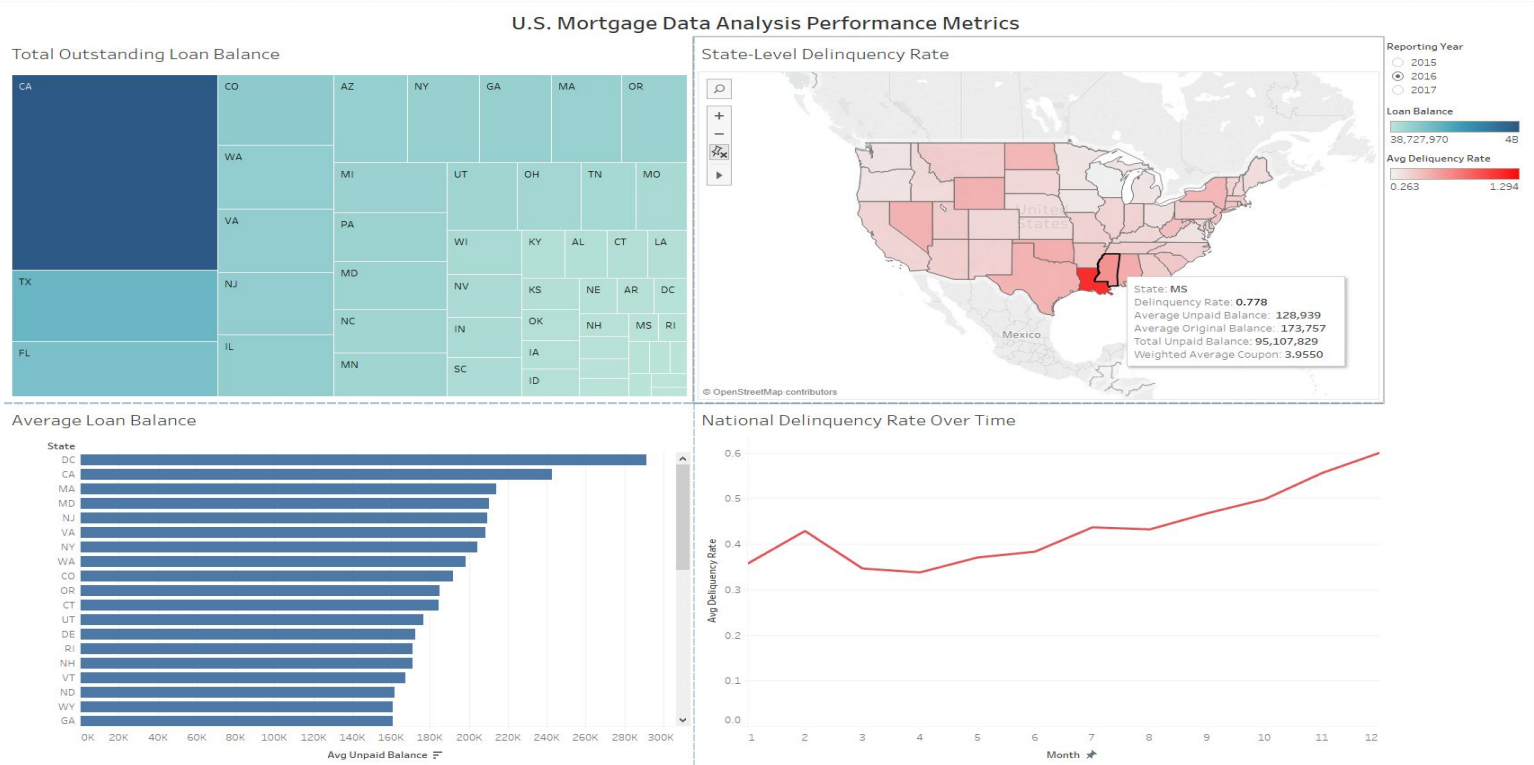 U.S. Mortgage Data Analysis Performance Metrics
Total Outstanding Loan Balance
CA
CO
AZ
NY
GA
MA
OR
WA
MI
UT
OH
TN
MO
VA
PA
WI
KY
AL
CT
LA
TX
NJ
MD
NV
KS
NE
AR
DC
NC
IN
OK
NH
MS
RI
FL
IL
MN
SC
IA
ID
State-Level Delinquency Rate
United
States
Mexico
State: MS
Delinquency Rate: 0.778
Average Unpaid Balance: 128,939
Average Original Balance: 173,757
Total Unpaid Balance: 95,107,829
Weighted Average Coupon: 3.9550
© OpenStreetMap contributors
Reporting Year
2015
2016
2017
Loan Balance
38,727,970 4B
Avg Deliquency Rate
0.263 1.294
Average Loan Balance
State
DC
CA
MA
MD
NJ
VA
NY
WA
CO
OR
CT
UT
DE
RI
NH
VT
ND
WY
GA
0K 20K 40K 60K 80K 100K 120K 140K 160K 180K 200K 220K 240K 260K 280K 300K
Avg Unpaid Balance
National Delinquency Rate Over Time
Avg Deliquency Rate
0.6
0.5
0.4
0.3
0.2
0.1
0.0
1 2 3 4 5 6 7 8 9 10 11 12
Month